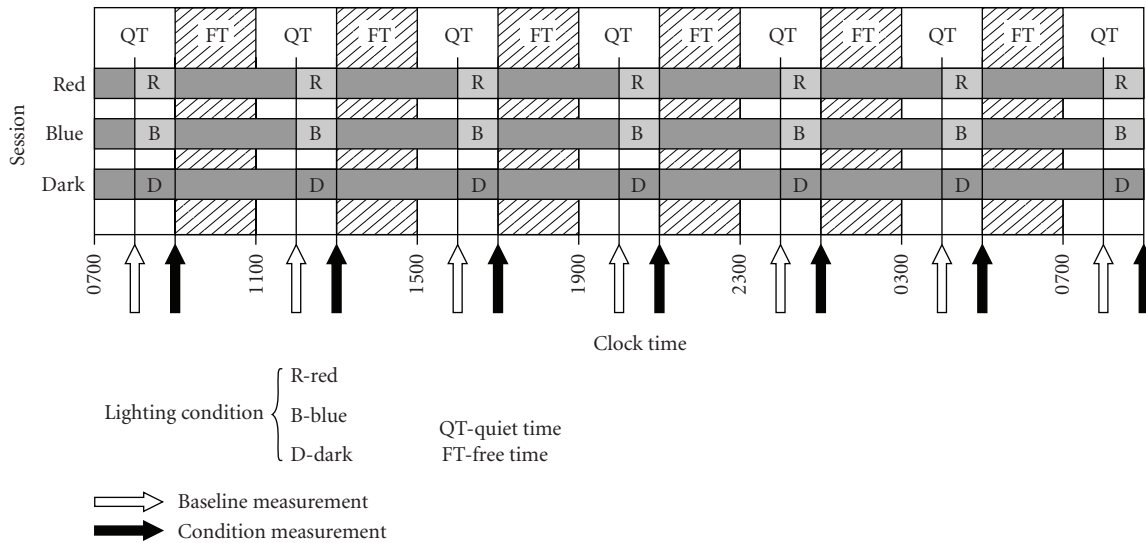 QT FT QT FT QT FT QT FT QT FT QT FT QT
Red R R R R R R R
Session
Blue B B B B B B B
Dark D D D D D D D
0700 1100 1500 1900 2300 0300 0700
Clock time
R-red
Lighting condition B-blue
D-dark
QT-quiet time
FT-free time
Baseline measurement
Condition measurement